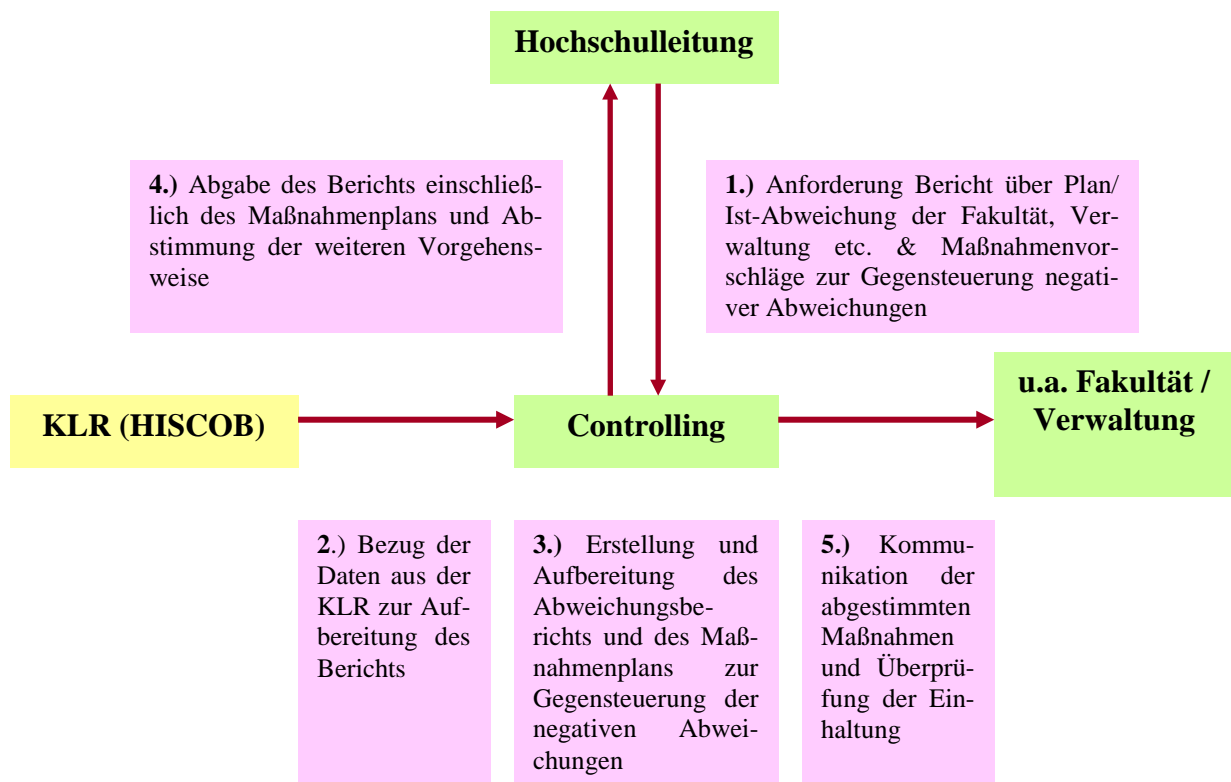 Hochschulleitung
4.) Abgabe des Berichts einschließ-
lich des Maßnahmenplans und Ab-
stimmung der weiteren Vorgehens-
weise
1.) Anforderung Bericht über Plan/
Ist-Abweichung der Fakultät, Ver-
waltung etc. & Maßnahmenvor-
schläge zur Gegensteuerung negati-
ver Abweichungen
KLR (HISCOB)
Controlling
u.a. Fakultät /
Verwaltung
2.) Bezug der
Daten aus der
KLR zur Auf-
bereitung des
Berichts
3.) Erstellung und
Aufbereitung des
Abweichungsbe-
richts und des Maß-
nahmenplans zur
Gegensteuerung der
negativen Abwei-
chungen
5.) Kommu-
nikation der
abgestimmten
Maßnahmen
und Überprü-
fung der Ein-
haltung